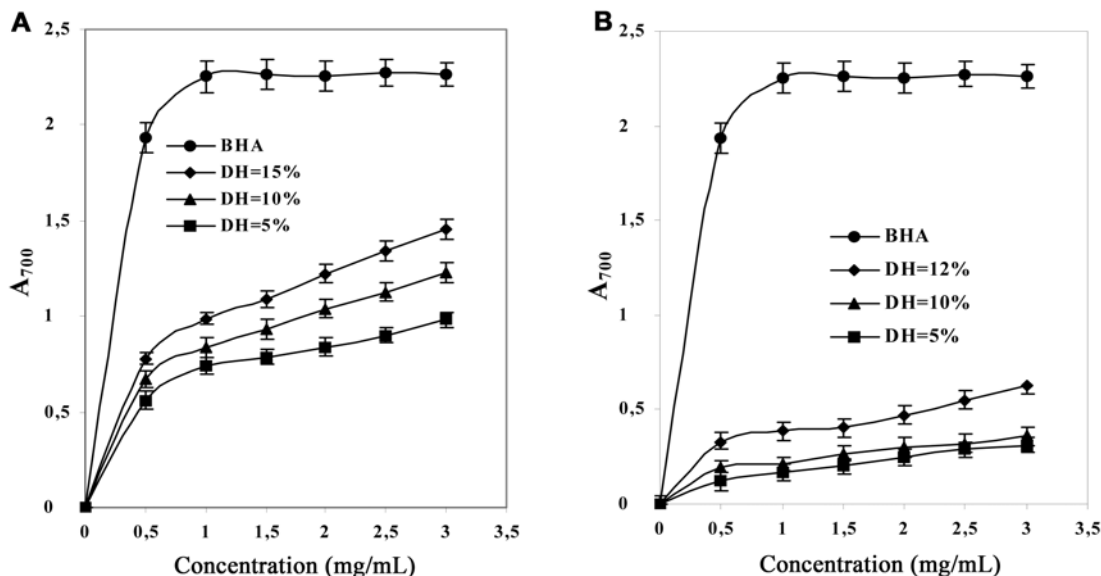 A
2,5
2
1,5
1
0,5
0
A700
BHA
DH=15%
DH=10%
DH=5%
0 0,5 1 1,5 2 2,5 3 3,5
Concentration (mg/mL)
B
2,5
2
1,5
1
0,5
0
A700
BHA
DH=12%
DH=10%
DH=5%
0 0,5 1 1,5 2 2,5 3 3,5
Concentration (mg/mL)